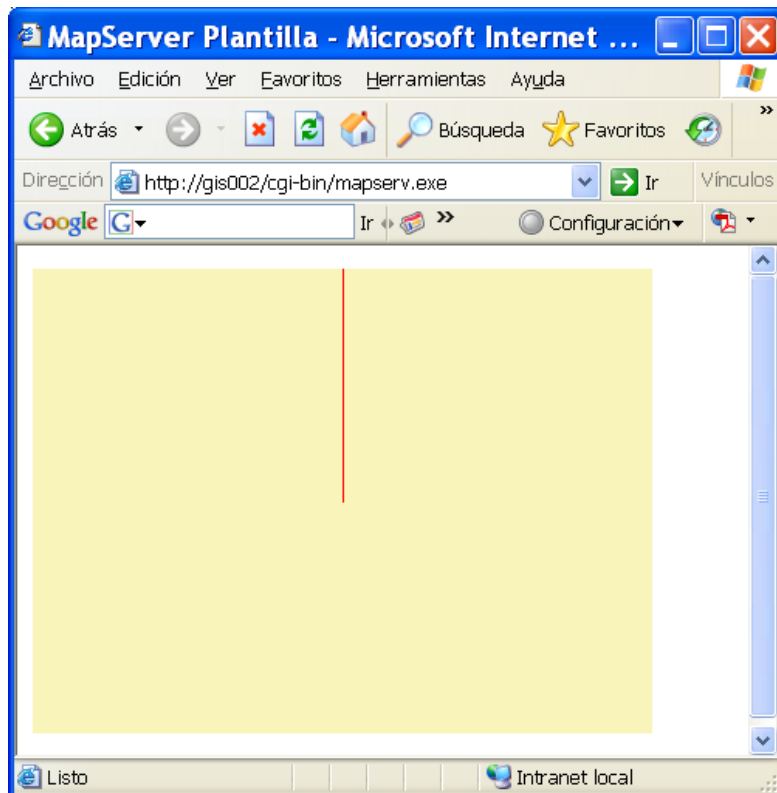 MapServer Plantilla - Microsoft Internet ...
Archivo Edición Ver Favoritos Herramientas Ayuda
Atrás Búsqueda Favoritos »
Dirección http://gis002/cgi-bin/mapserv.exe Ir Vínculos
Google G Ir » Configuración
Listo Intranet local